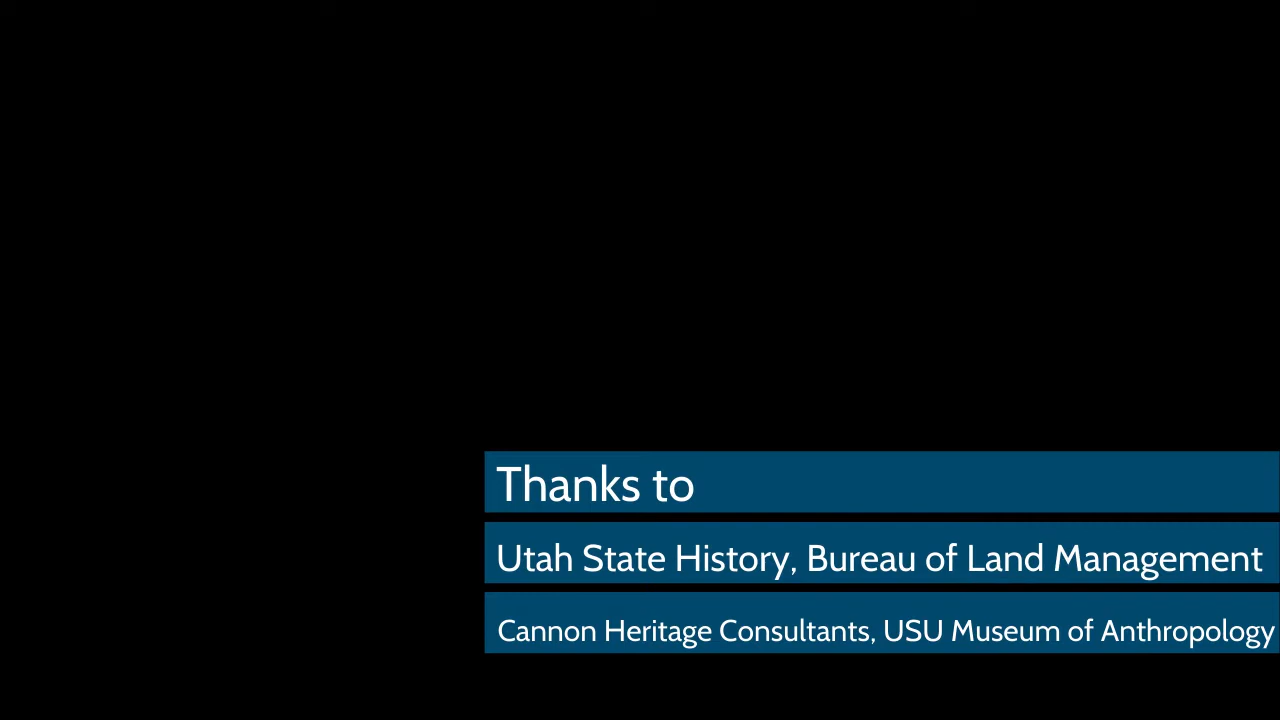 Thanks to
Utah State History, Bureau of Land Management
Cannon Heritage Consultants, USU Museum of Anthropology